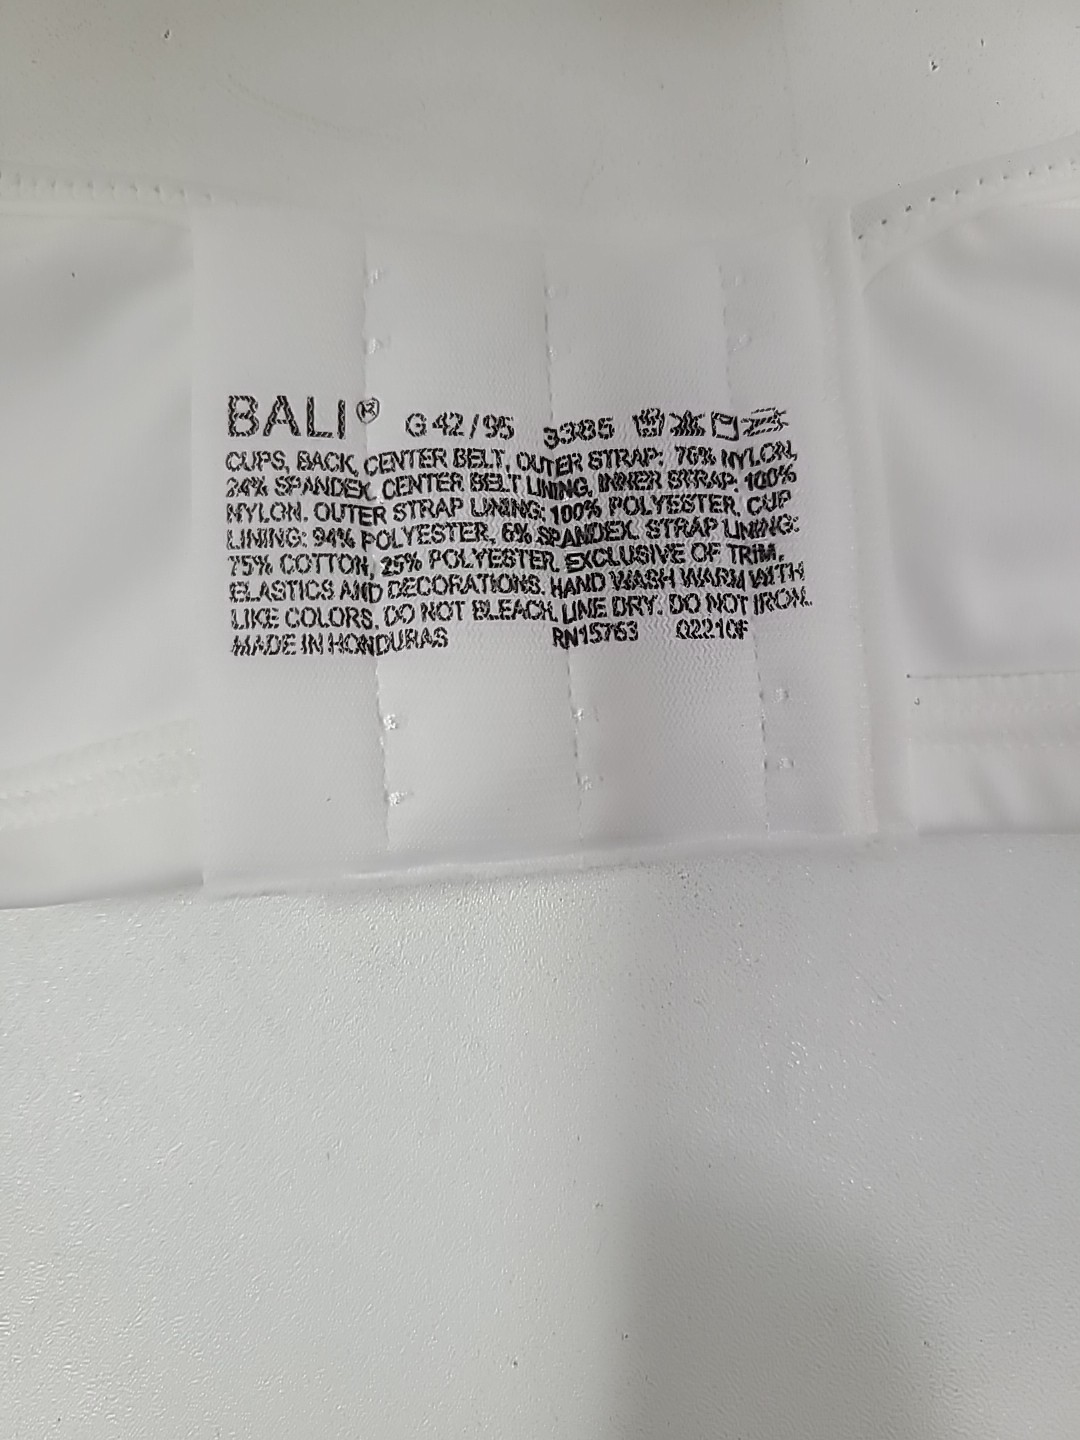 BALI® G 42/95 3385
CUPS, BACK, CENTER BELT, OUTER STRAP: 76% NYLON,
24% SPANDEX. CENTER BELT LINING, INNER STRAP: 100%
NYLON. OUTER STRAP LINING: 100% POLYESTER. CUP
LINING: 94% POLYESTER, 6% SPANDEX. STRAP LINING:
75% COTTON, 25% POLYESTER. EXCLUSIVE OF TRIM,
ELASTICS AND DECORATIONS. HAND WASH WARM WITH
LIKE COLORS. DO NOT BLEACH. LINE DRY. DO NOT IRON.
MADE IN HONDURAS RN15763 02210F